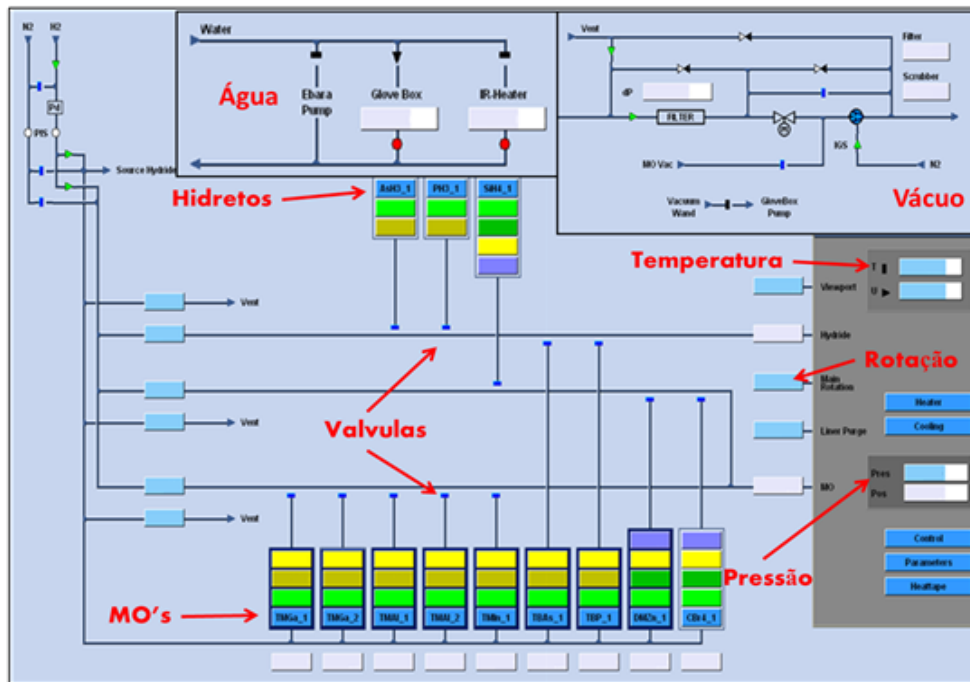 N2
H2
Water
Água
Ebara
Pump
Glove Box
IR-Heater
Vent
Filter
Scrubber
dP
FILTER
M
IGS
MO Vac
N2
Vacuum
Wand
GloveBox
Pump
Vácuo
Pd
PIS
Source Hydride
Hidretos
AsH3_1
PH3_1
SiH4_1
Temperatura
T
U
Viewport
Vent
Hydride
Rotação
Main
Rotation
Heater
Valvulas
Vent
Liner Purge
Cooling
Pres
MO
Pos
Vent
Control
Pressão
Parameters
Heattape
MO's
TMGa_1
TMGa_2
TMAl_1
TMAl_2
TMIn_1
TBAs_1
TBP_1
DMZn_1
CBr4_1